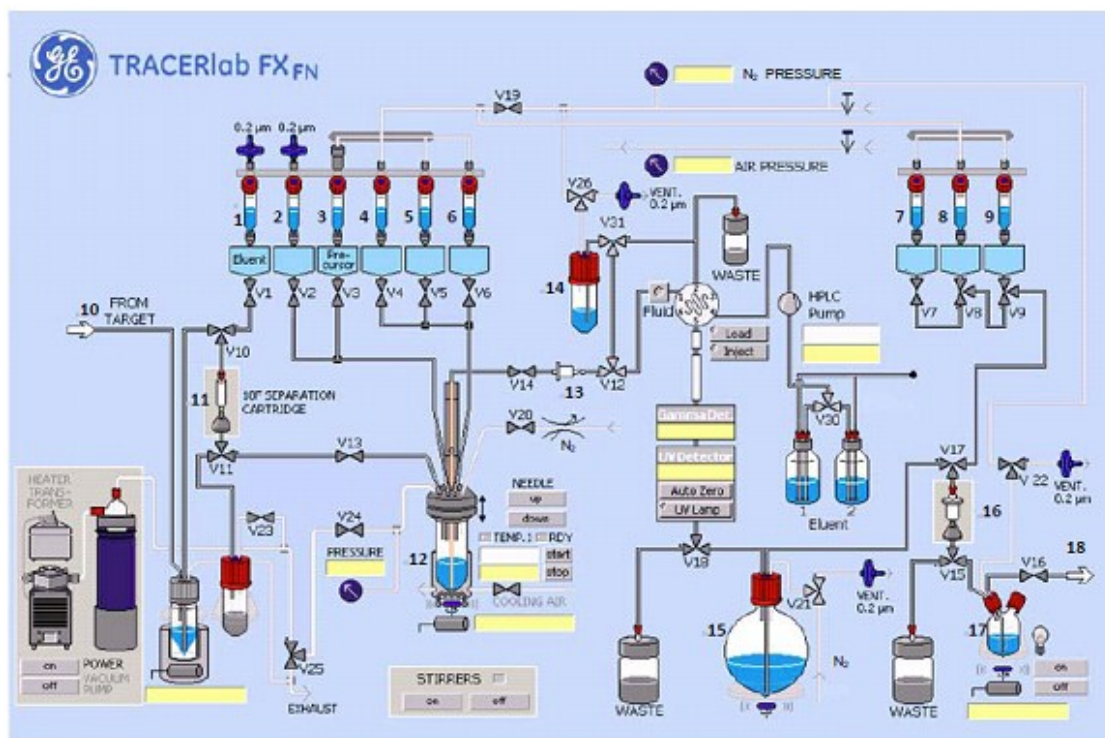 GE TRACERlab FX FN
N₂ PRESSURE
V19
0.2 µm 0.2 µm
AIR PRESSURE
V26
VENT.
0.2 µm
1 2 3 4 5 6
7 8 9
V31
14
WASTE
Eluent
Pre-
cursor
10
FROM
TARGET
V1 V2 V3 V4 V5 V6
Fluid
HPLC
Pump
V7 V8 V9
Load
Inject
V10
V14
13
V12
11
18F SEPARATION
CARTRIDGE
V20
N₂
V30
Gamma Det.
UV Detector
V11
V13
V17
HEATER
TRANS-
FORMER
NEEDLE
up
down
Auto Zero
UV Lamp
1 2
Eluent
V 22
VENT.
0.2 µm
16
V23
V24
PRESSURE
12
TEMP.1 RDY
start
stop
COOLING AIR
V18
V15
V16
18
V21
VENT.
0.2 µm
15
17
on POWER
off VACUUM
PUMP
V25
N₂
on
off
EXHAUST
STIRRERS
on off
WASTE
WASTE